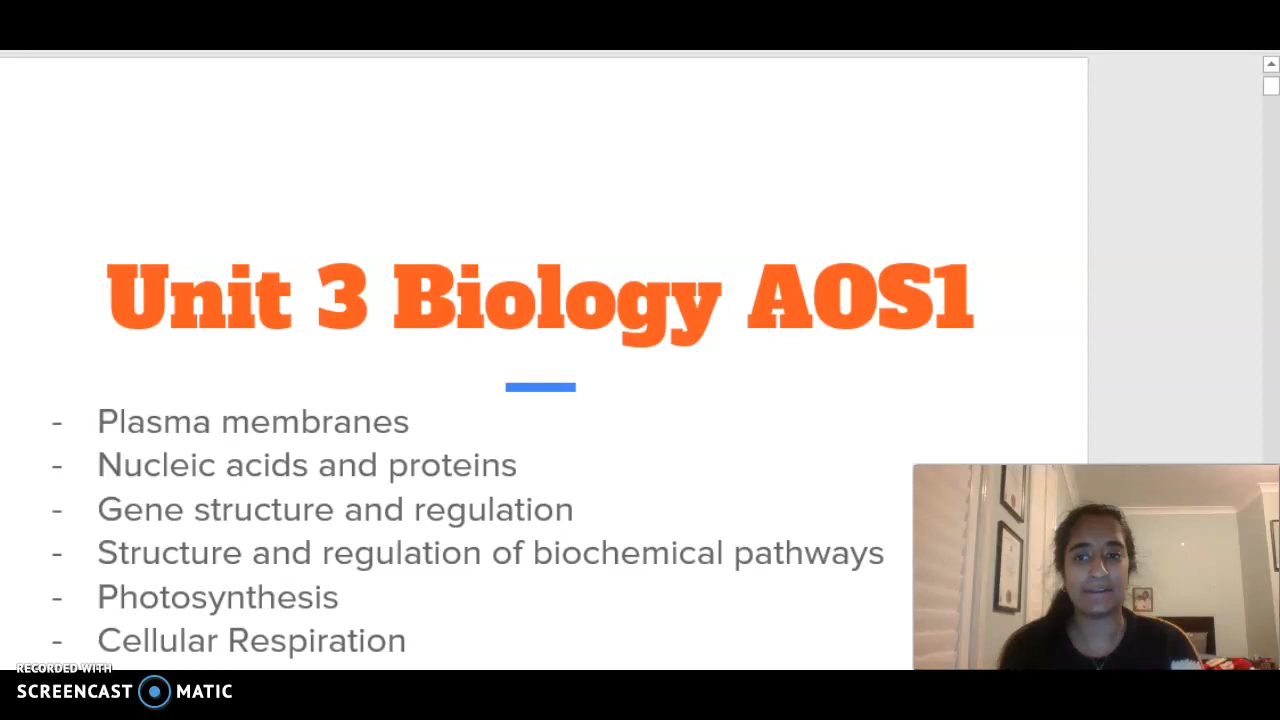 Unit 3 Biology AOS1
- Plasma membranes
- Nucleic acids and proteins
- Gene structure and regulation
- Structure and regulation of biochemical pathways
- Photosynthesis
- Cellular Respiration
RECORDED WITH
SCREENCAST MATIC